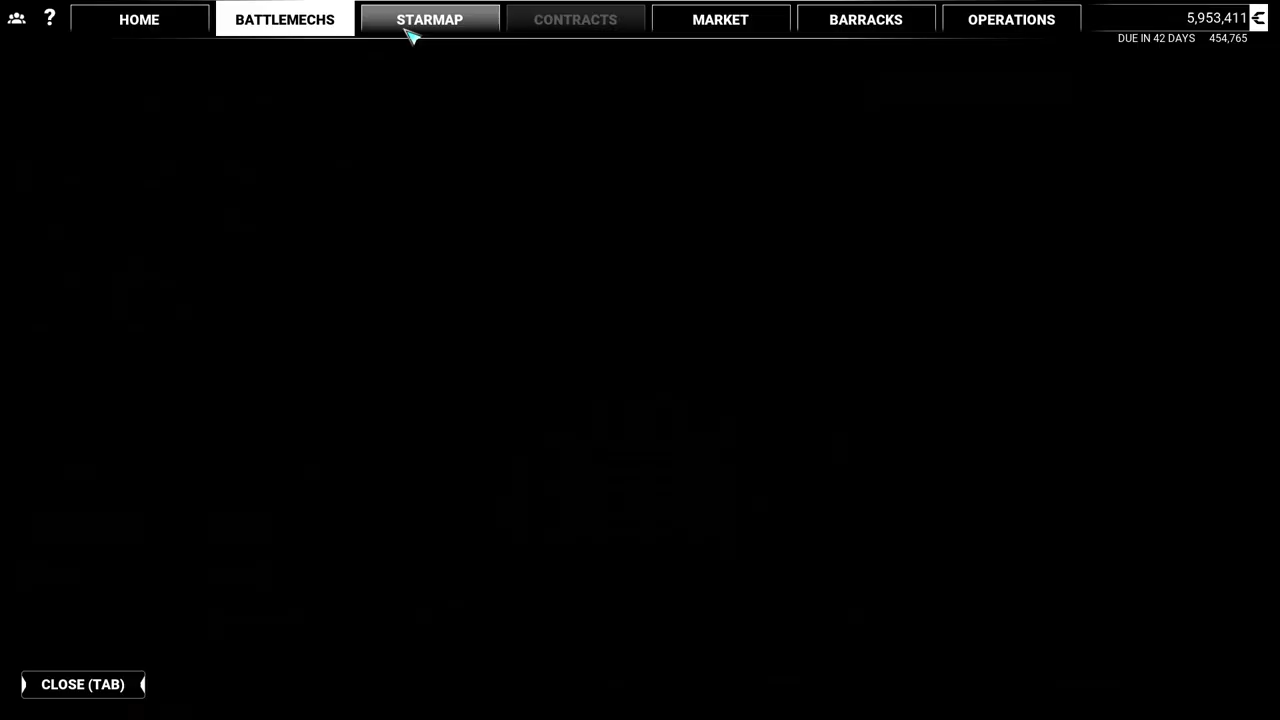 ? HOME BATTLEMECHS STARMAP CONTRACTS MARKET BARRACKS OPERATIONS 5,953,411
DUE IN 42 DAYS 454,765
CLOSE (TAB)